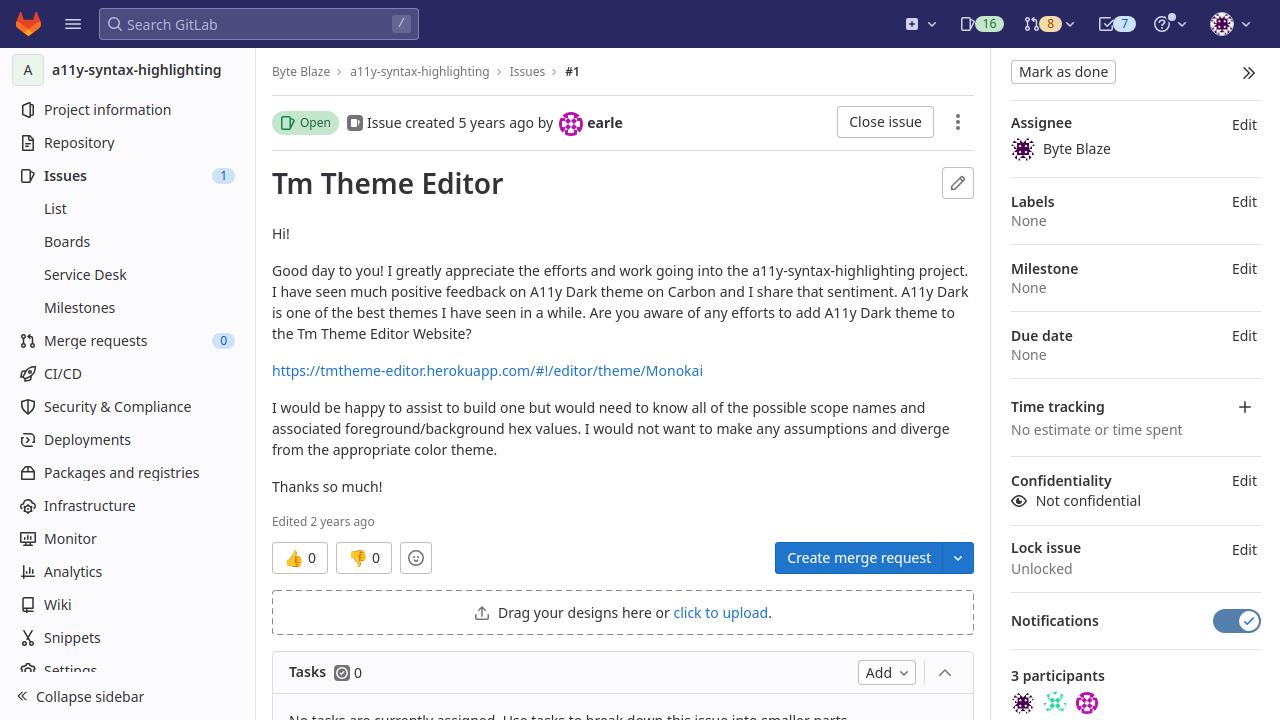 Search GitLab
/
16
8
7
A
a11y-syntax-highlighting
Project information
Repository
Issues
1
List
Boards
Service Desk
Milestones
Merge requests
0
CI/CD
Security & Compliance
Deployments
Packages and registries
Infrastructure
Monitor
Analytics
Wiki
Snippets
Settings
Collapse sidebar
Byte Blaze
a11y-syntax-highlighting
Issues
#1
Open
Issue created 5 years ago by earle
Close issue
Tm Theme Editor
Hi!
Good day to you! I greatly appreciate the efforts and work going into the a11y-syntax-highlighting project.
I have seen much positive feedback on A11y Dark theme on Carbon and I share that sentiment. A11y Dark
is one of the best themes I have seen in a while. Are you aware of any efforts to add A11y Dark theme to
the Tm Theme Editor Website?
https://tmtheme-editor.herokuapp.com/#!/editor/theme/Monokai
I would be happy to assist to build one but would need to know all of the possible scope names and
associated foreground/background hex values. I would not want to make any assumptions and diverge
from the appropriate color theme.
Thanks so much!
Edited 2 years ago
👍 0
👎 0
Create merge request
Drag your designs here or click to upload.
Tasks
0
Add
No tasks are currently assigned. Use tasks to break down this issue into smaller parts.
Mark as done
Assignee
Edit
Byte Blaze
Labels
Edit
None
Milestone
Edit
None
Due date
Edit
None
Time tracking
No estimate or time spent
Confidentiality
Edit
Not confidential
Lock issue
Edit
Unlocked
Notifications
3 participants